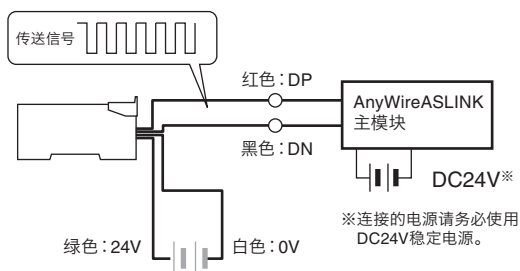 传送信号
红色：DP
AnyWireASLINK
主模块
黑色：DN
DC24V※
※连接的电源请务必使用
DC24V稳定电源。
绿色：24V
白色：0V